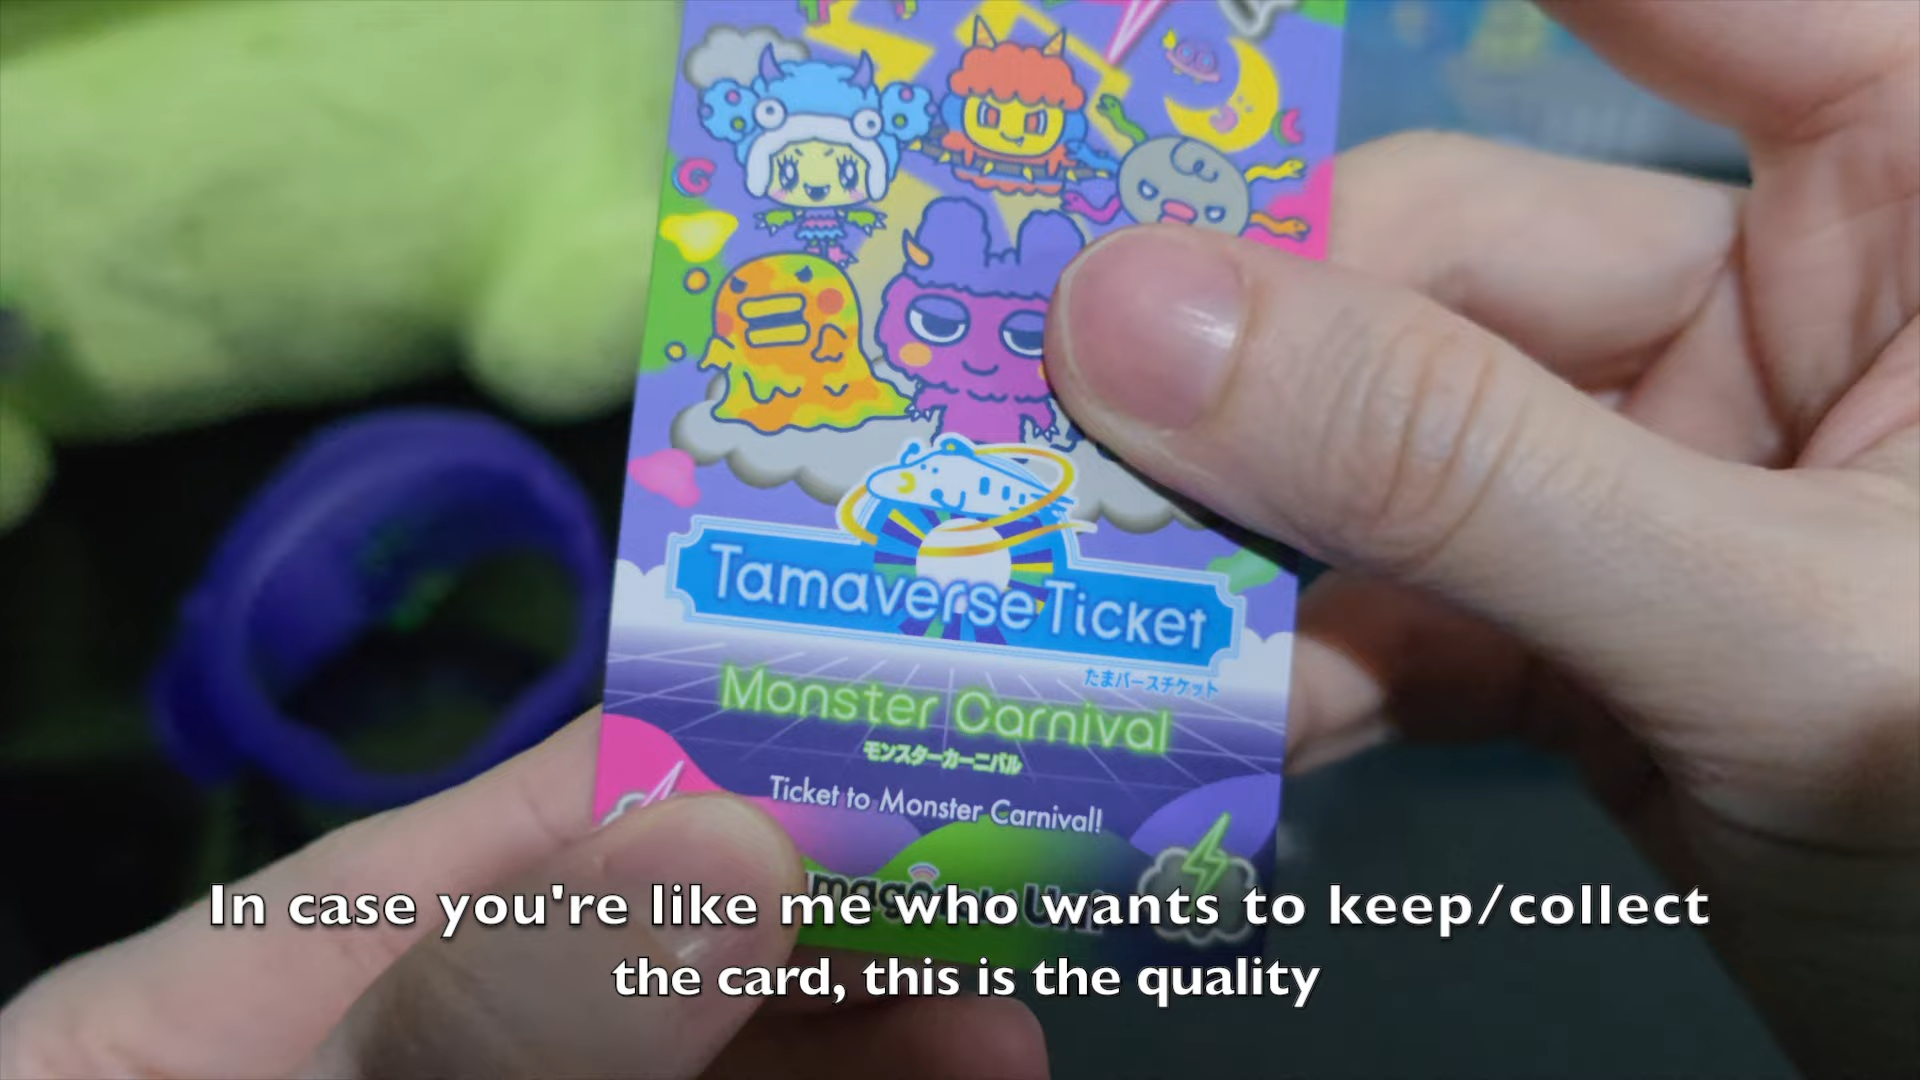 Tamaverse Ticket
たまバースチケット
Monster Carnival
モンスターカーニバル
Ticket to Monster Carnival!
In case you're like me who wants to keep/collect
the card, this is the quality